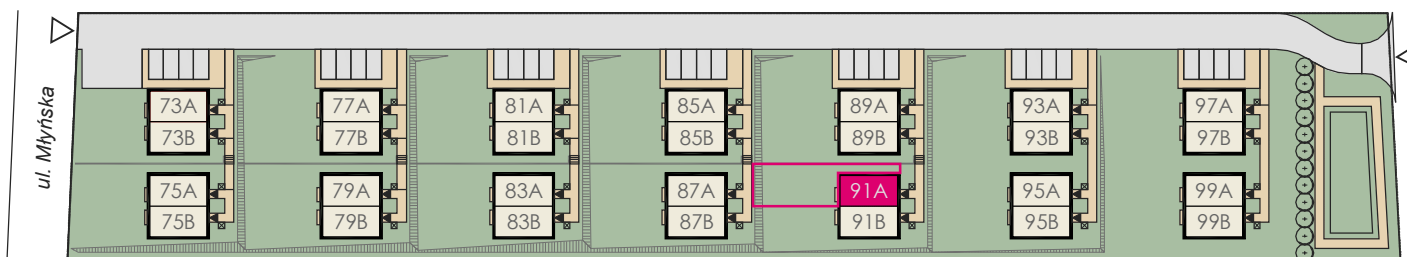 ul. Młyńska
73A 77A 81A 85A 89A 93A 97A
73B 77B 81B 85B 89B 93B 97B
75A 79A 83A 87A 91A 95A 99A
75B 79B 83B 87B 91B 95B 99B